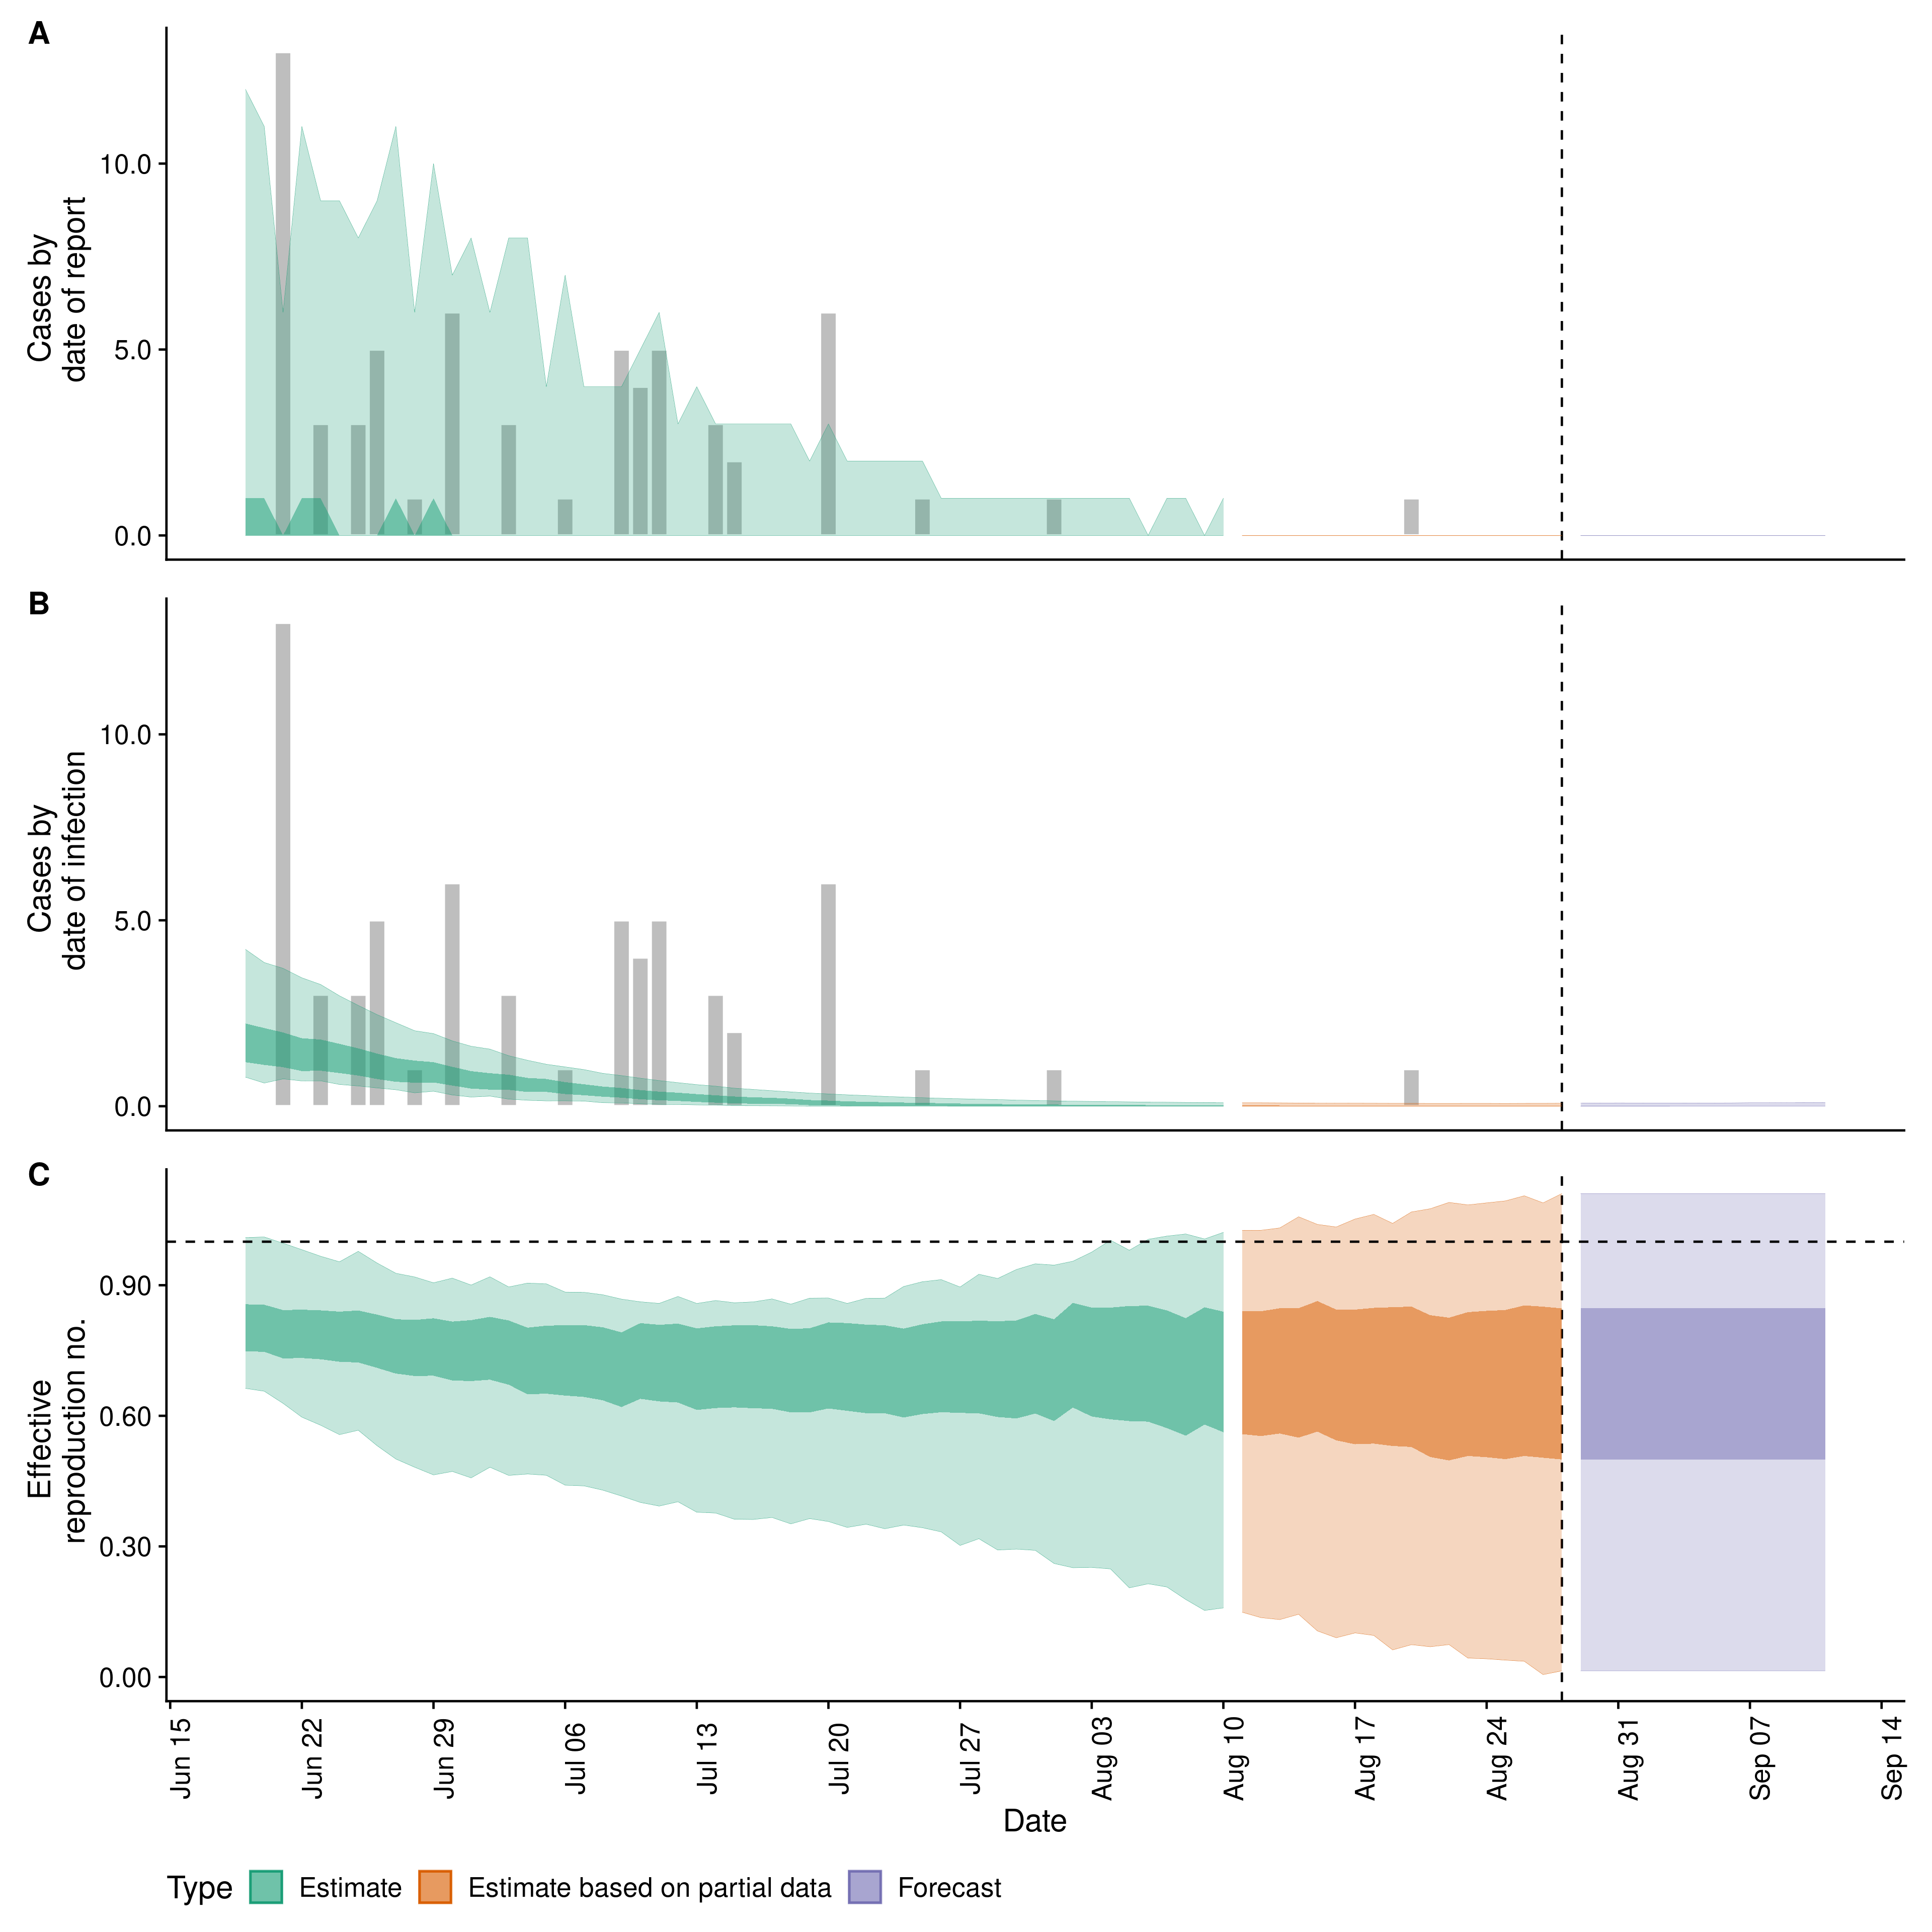 A
Cases by
date of report
10.0
5.0
0.0
B
Cases by
date of infection
10.0
5.0
0.0
C
Effective
reproduction no.
0.90
0.60
0.30
0.00
Jun 15
Jun 22
Jun 29
Jul 06
Jul 13
Jul 20
Jul 27
Aug 03
Aug 10
Aug 17
Aug 24
Aug 31
Sep 07
Sep 14
Date
Type
Estimate
Estimate based on partial data
Forecast